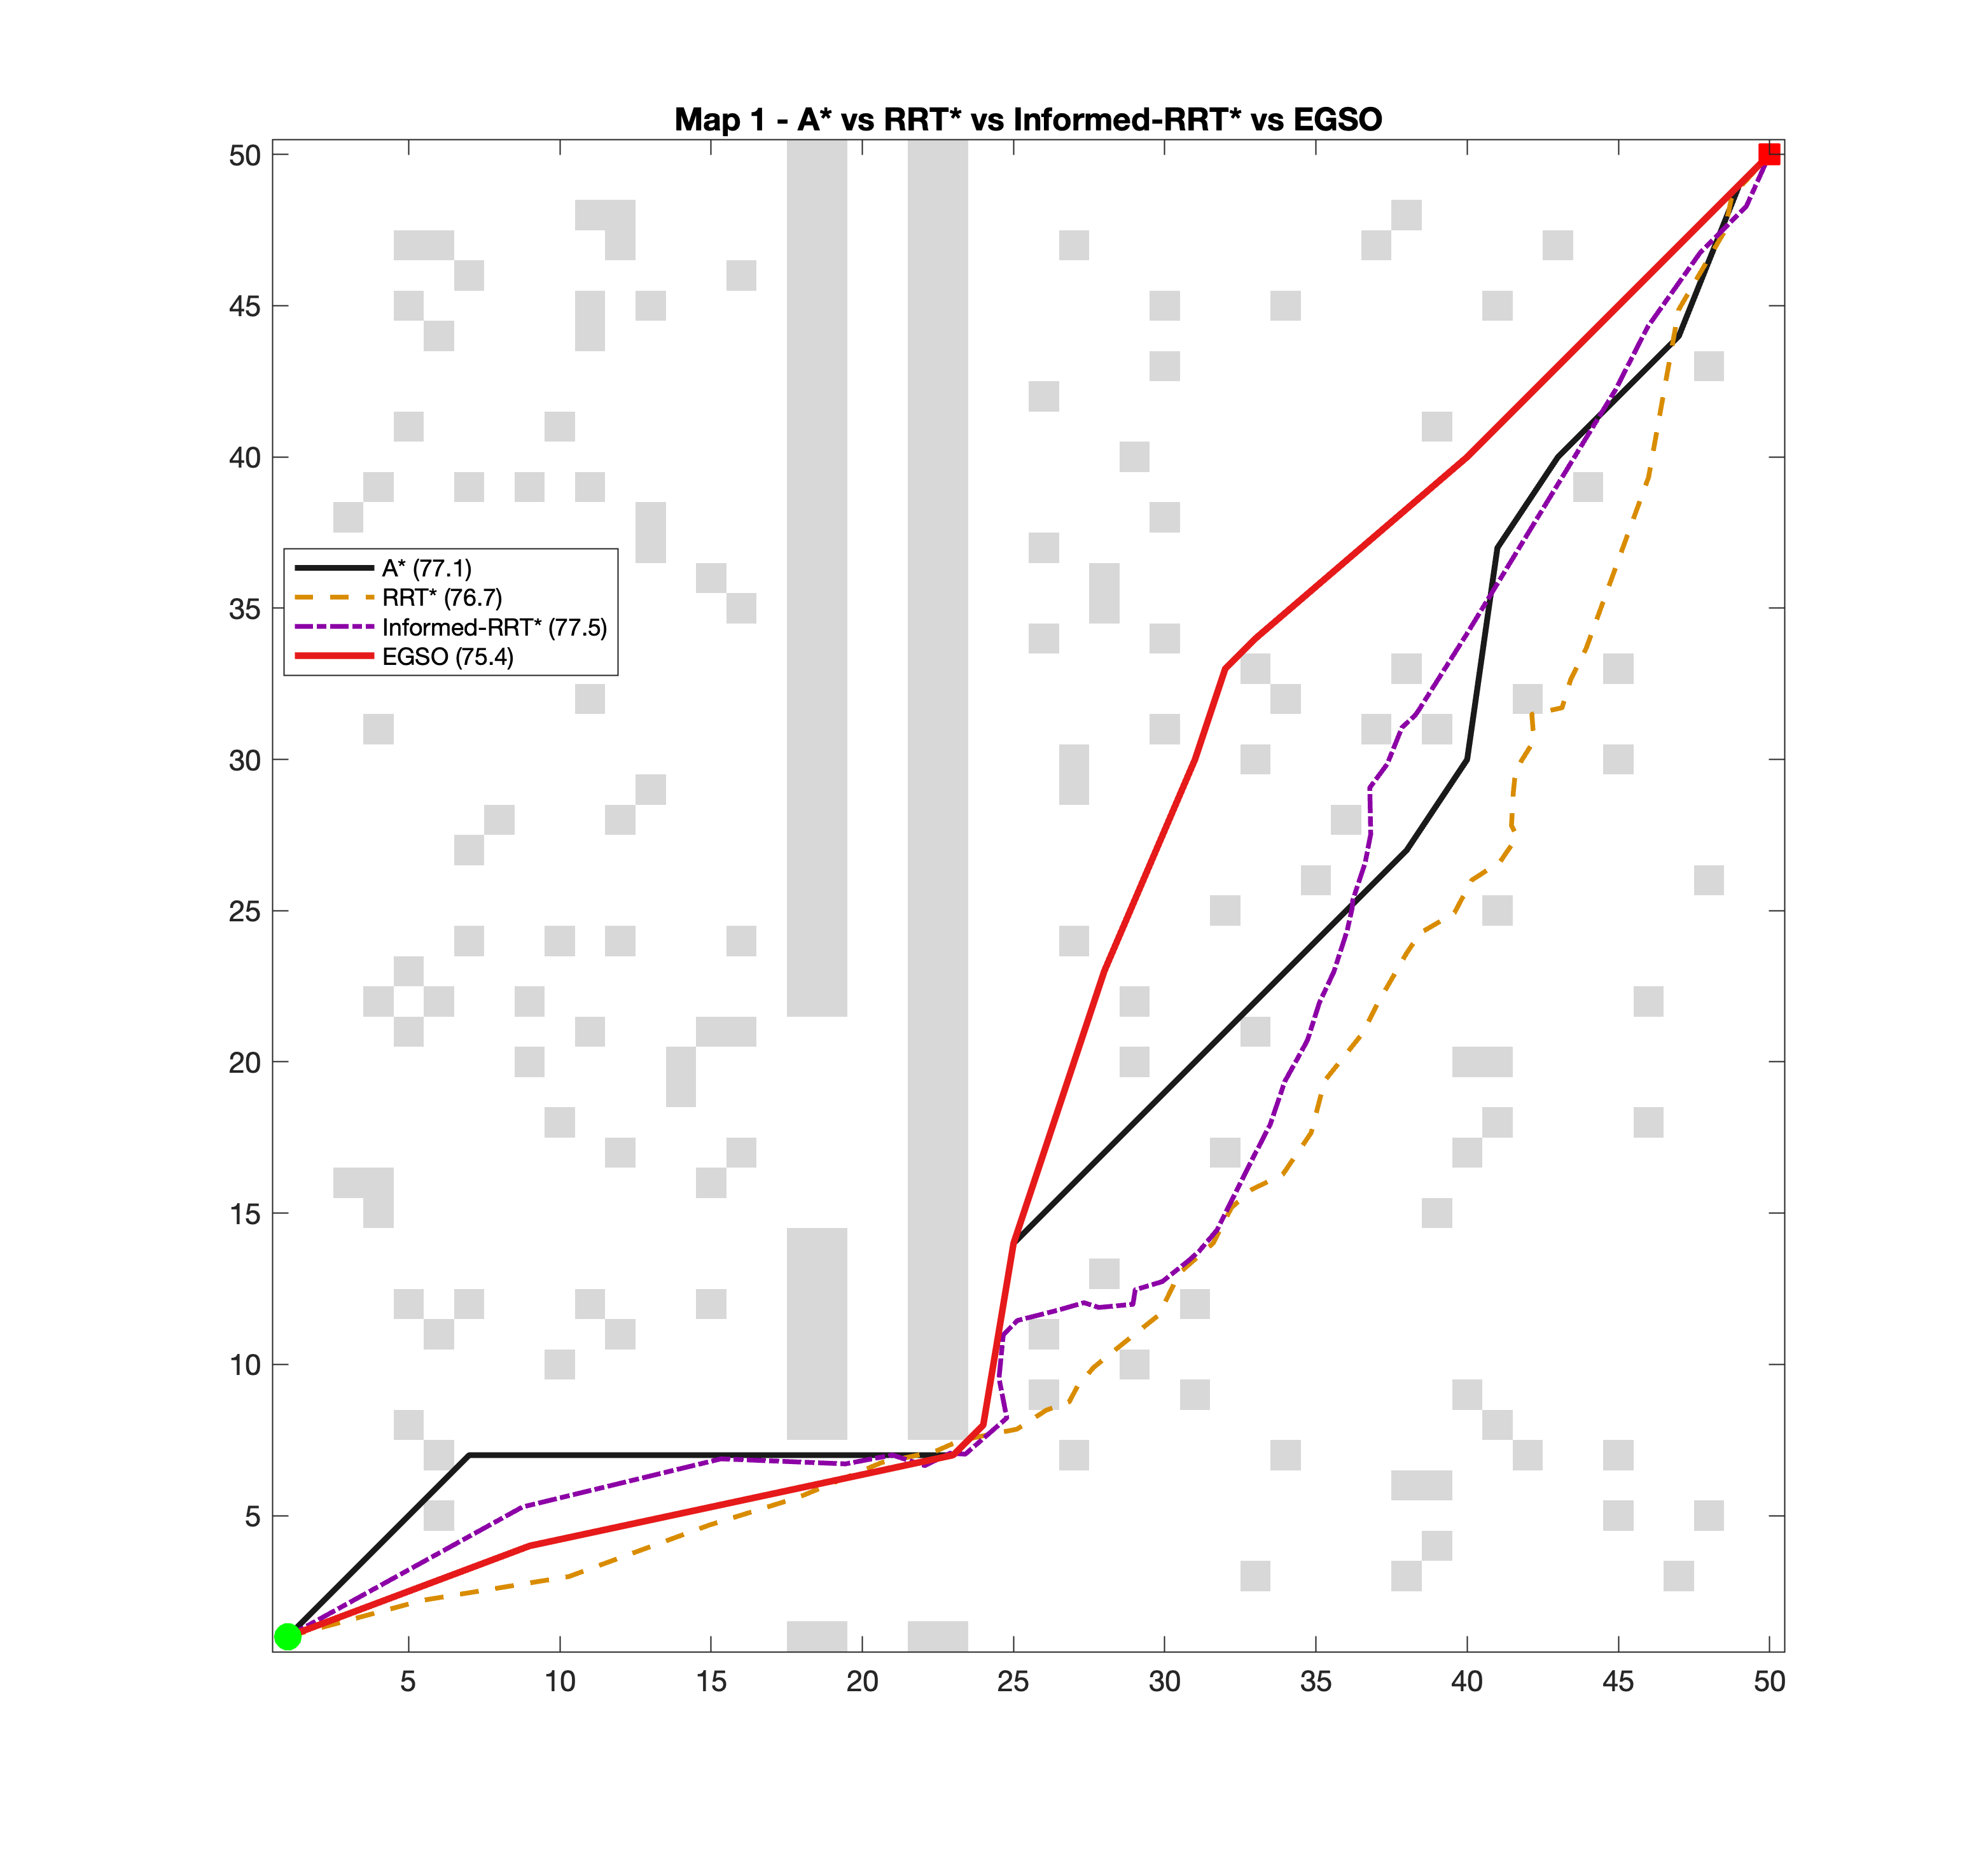 Map 1 - A* vs RRT* vs Informed-RRT* vs EGSO
50
45
40
35
30
25
20
15
10
5
A* (77.1)
RRT* (76.7)
Informed-RRT* (77.5)
EGSO (75.4)
5 10 15 20 25 30 35 40 45 50